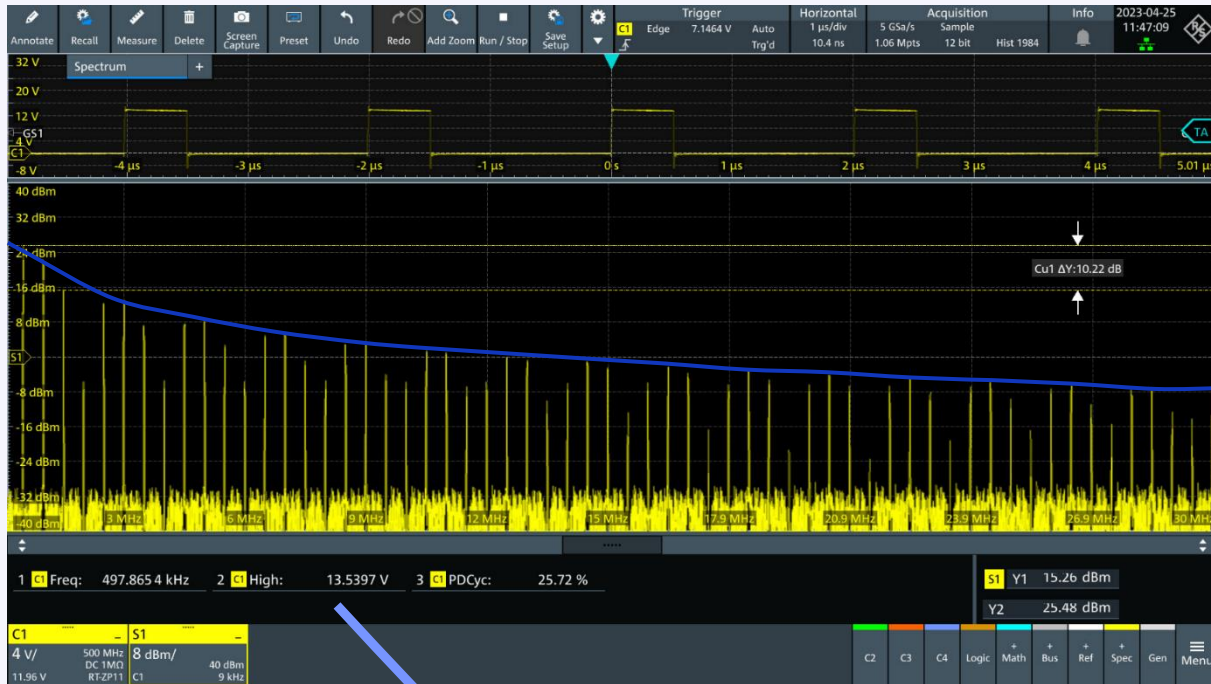 Annotate Recall Measure Delete Screen Capture Preset Undo Redo Add Zoom Run / Stop Save Setup
C1 Edge Trigger 7.1464 V Auto Trg'd
Horizontal 1 µs/div 10.4 ns
Acquisition 5 GSa/s Sample 1.06 Mpts 12 bit Hist 1984
Info 2023-04-25 11:47:09
32 V Spectrum +
20 V
12 V
GS1
4 V
TA
C1
-8 V -4 µs -3 µs -2 µs -1 µs 0 s 1 µs 2 µs 3 µs 4 µs 5.01 µ
40 dBm
32 dBm
24 dBm
Cu1 ΔY:10.22 dB
16 dBm
8 dBm
S1
-8 dBm
-16 dBm
-24 dBm
-32 dBm
-40 dBm 3 MHz 6 MHz 9 MHz 12 MHz 15 MHz 17.9 MHz 20.9 MHz 23.9 MHz 26.9 MHz 30 MHz
1 C1 Freq: 497.865 4 kHz 2 C1 High: 13.5397 V 3 C1 PDCyc: 25.72 %
S1 Y1 15.26 dBm
Y2 25.48 dBm
C1 S1
4 V/ 500 MHz 8 dBm/
DC 1MΩ 40 dBm
11.96 V RT-ZP11 C1 9 kHz
C2 C3 C4 Logic + Math + Bus + Ref + Spec Gen Menu